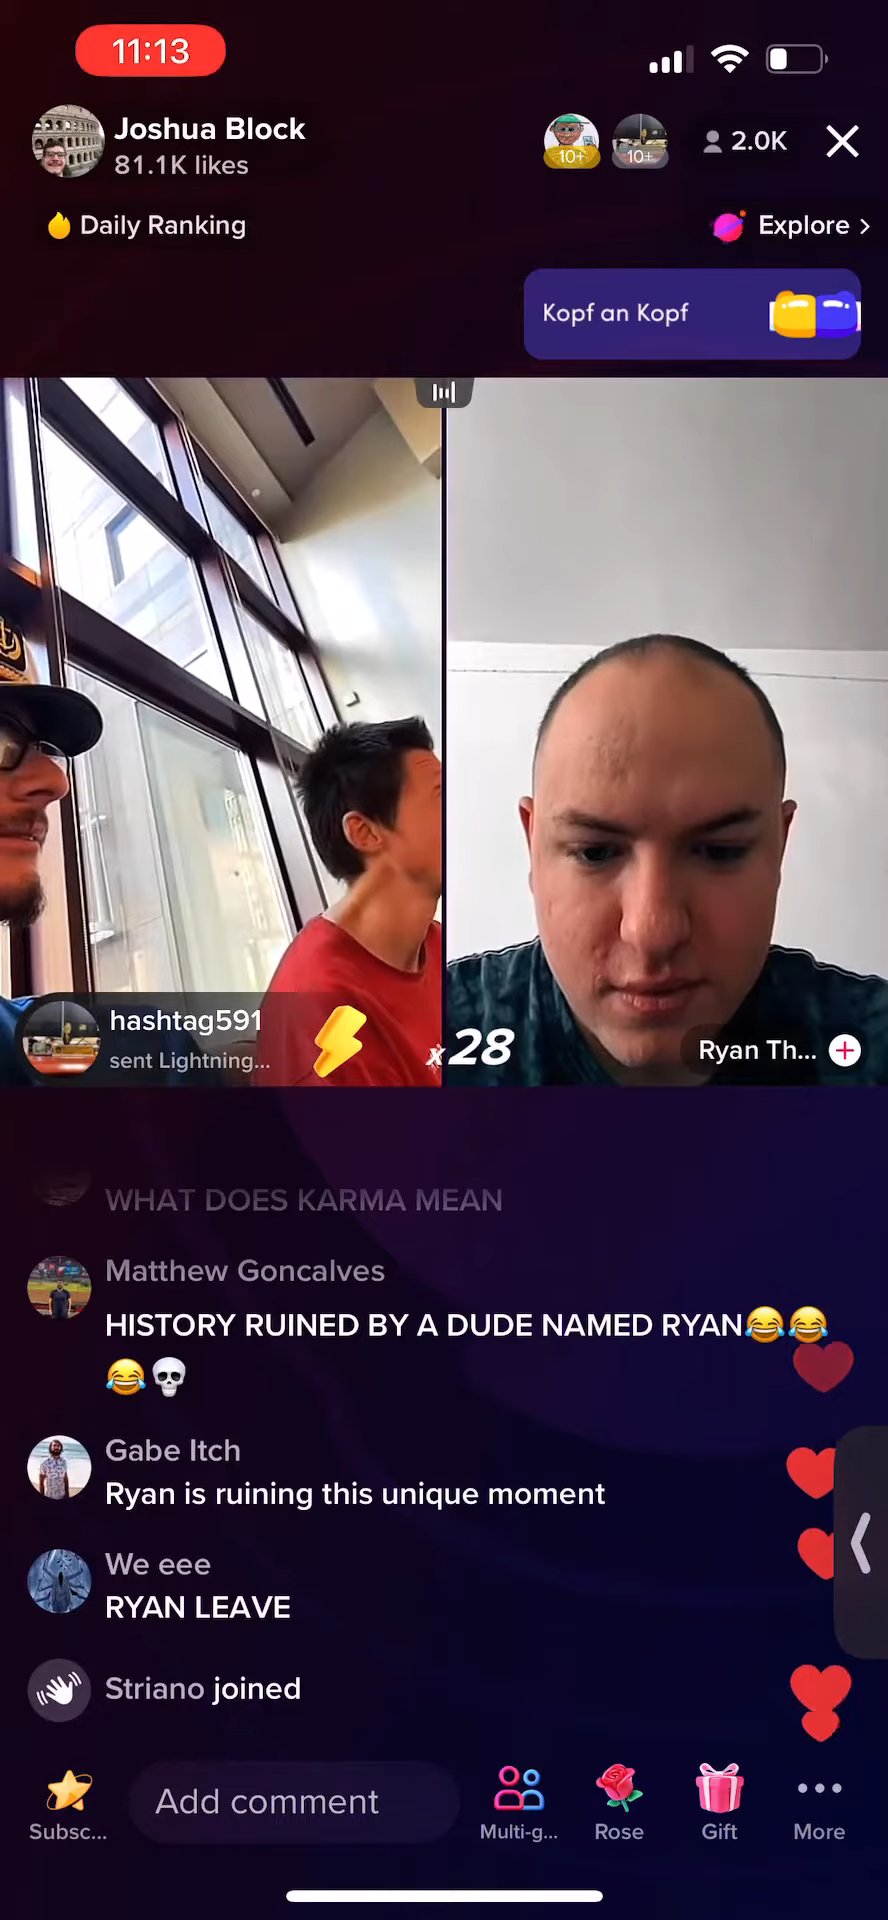 11:13
Joshua Block
81.1K likes
10+
10+
2.0K
Daily Ranking
Explore >
Kopf an Kopf
hashtag591
sent Lightning...
x28
Ryan Th...
WHAT DOES KARMA MEAN
Matthew Goncalves
HISTORY RUINED BY A DUDE NAMED RYAN😂😂
😂💀
Gabe Itch
Ryan is ruining this unique moment
We eee
RYAN LEAVE
Striano joined
Subsc...
Add comment
Multi-g...
Rose
Gift
More